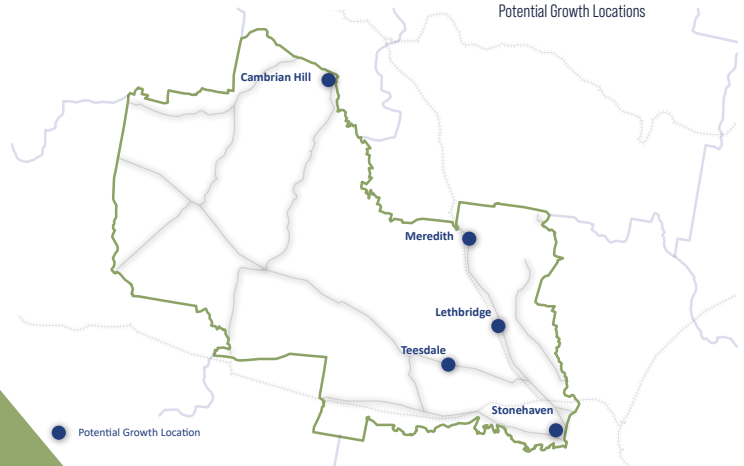 Potential Growth Locations
Cambrian Hill
Meredith
Lethbridge
Teesdale
Stonehaven
Potential Growth Location